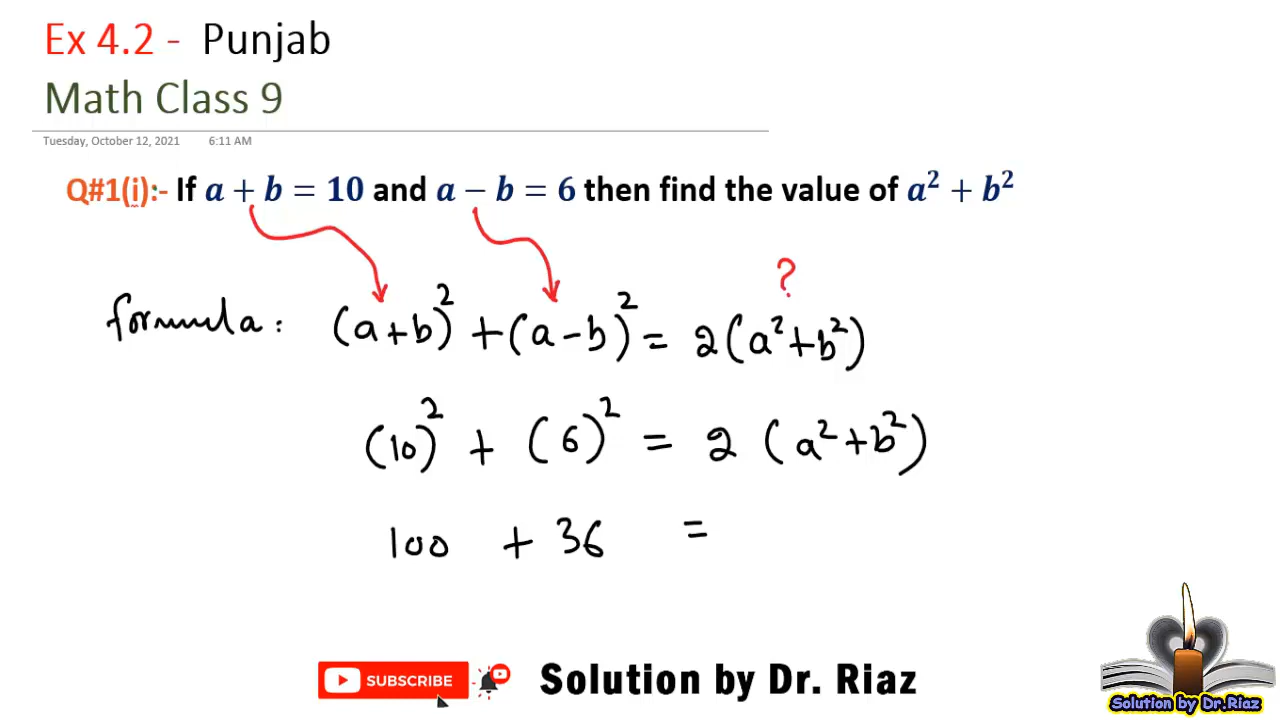 Ex 4.2 - Punjab
Math Class 9
Tuesday, October 12, 2021 6:11 AM
Q#1(i):- If a + b = 10 and a − b = 6 then find the value of a² + b²
?
formula: (a+b)² + (a-b)² = 2(a²+b²)
(10)² + (6)² = 2 (a²+b²)
100 + 36 =
SUBSCRIBE Solution by Dr. Riaz
Solution by Dr.Riaz